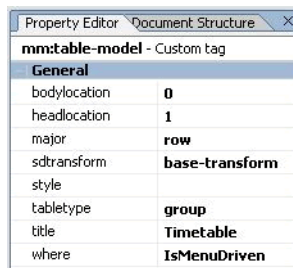 Property Editor Document Structure
mm:table-model - Custom tag
General
bodylocation 0
headlocation 1
major row
sdtransform base-transform
style
tabletype group
title Timetable
where IsMenuDriven